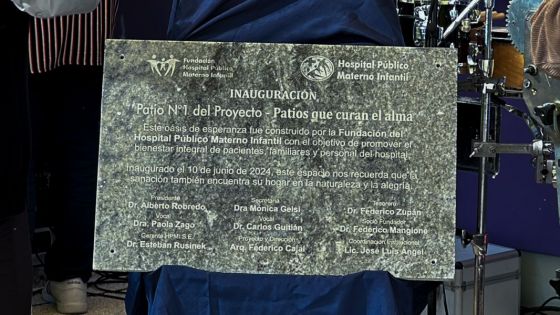 Fundación
Hospital Público
Materno Infantil
Hospital Público
Materno Infantil
INAUGURACIÓN
Patio N°1 del Proyecto - Patios que curan el alma
Este oásis de esperanza fue construido por la Fundación del
Hospital Público Materno Infantil con el objetivo de promover el
bienestar integral de pacientes, familiares y personal del hospital.
Inaugurado el 10 de junio de 2024, este espacio nos recuerda que la
sanación también encuentra su hogar en la naturaleza y la alegría.
Presidente
Dr. Alberto Robredo
Secretaria
Dra Mónica Gelsi
Tesorero
Dr. Federico Zupán
Vocal
Dra. Paola Zago
Vocal
Dr. Carlos Guitián
Socio Fundador
Dr. Federico Mangione
Gerente HPMI S.E
Dr. Esteban Rusinek
Proyecto y Dirección
Arq. Federico Cajal
Coordinación Institucional
Lic. José Luis Ángel